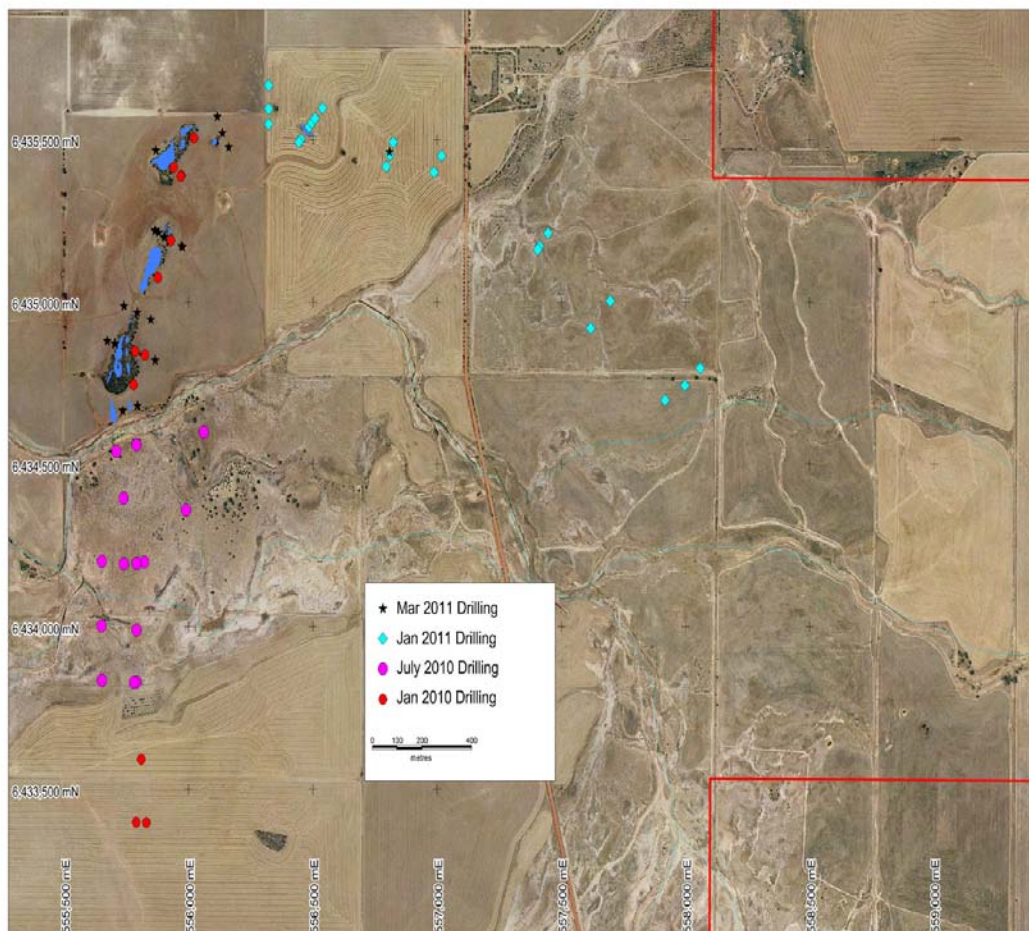 6,435,500 mN
6,435,000 mN
6,434,500 mN
6,434,000 mN
6,433,500 mN
Mar 2011 Drilling
Jan 2011 Drilling
July 2010 Drilling
Jan 2010 Drilling
0 100 200 400
metres
555,500 mE
556,000 mE
556,500 mE
557,000 mE
557,500 mE
558,000 mE
558,500 mE
559,000 mE